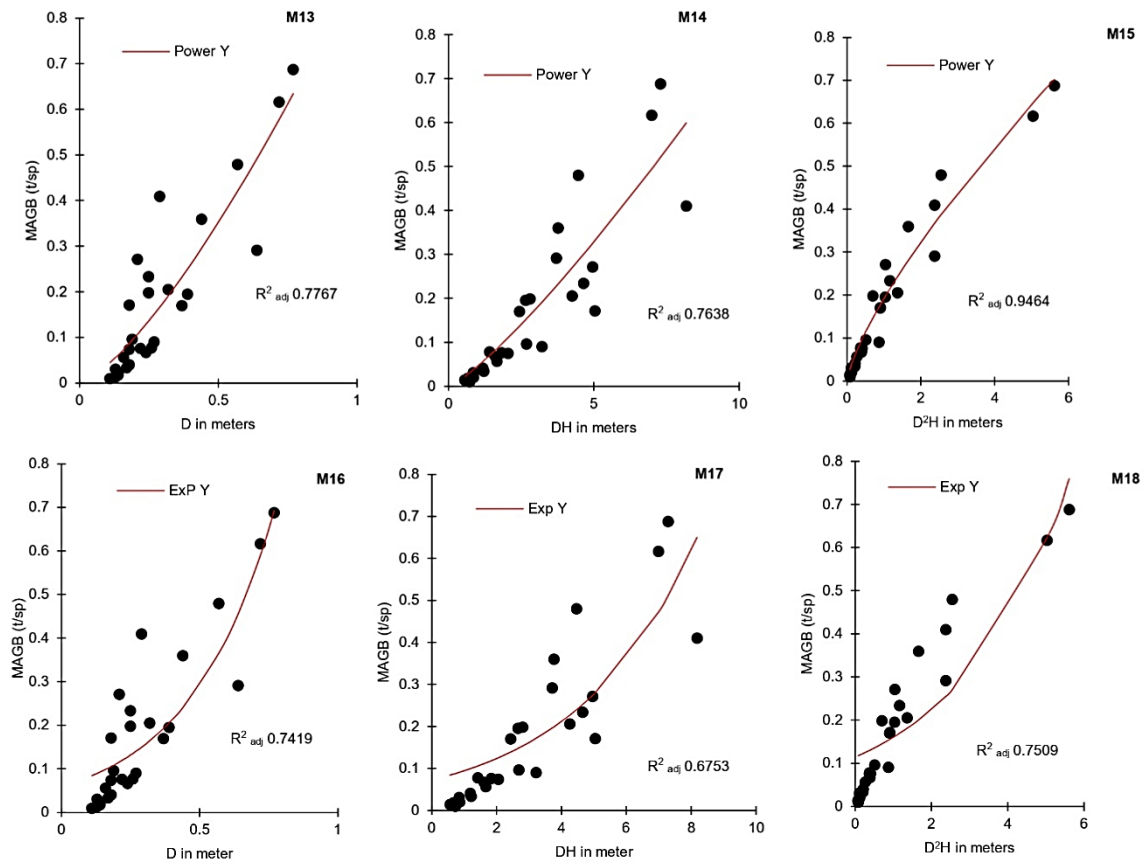 M13
0.8
0.7
0.6
0.5
0.4
0.3
0.2
0.1
0
MAGB (t/sp)
Power Y
R² adj 0.7767
0 0.5 1
D in meters
M14
0.8
0.7
0.6
0.5
0.4
0.3
0.2
0.1
0
MAGB (t/sp)
Power Y
R² adj 0.7638
0 5 10
DH in meters
M15
0.8
0.7
0.6
0.5
0.4
0.3
0.2
0.1
0
MAGB (t/sp)
Power Y
R² adj 0.9464
0 2 4 6
D²H in meters
M16
0.8
0.7
0.6
0.5
0.4
0.3
0.2
0.1
0
MAGB (t/sp)
ExP Y
R² adj 0.7419
0 0.5 1
D in meter
M17
0.8
0.7
0.6
0.5
0.4
0.3
0.2
0.1
0
MAGB (t/sp)
Exp Y
R² adj 0.6753
0 2 4 6 8 10
DH in meter
M18
0.8
0.7
0.6
0.5
0.4
0.3
0.2
0.1
0
MAGB (t/sp)
Exp Y
R² adj 0.7509
0 2 4 6
D²H in meters